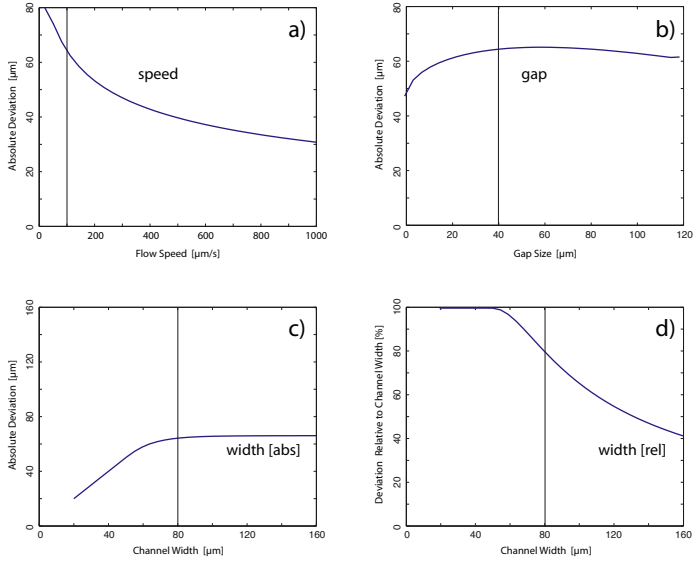 80
60
40
20
0
Absolute Deviation [μm]
a)
speed
0 200 400 600 800 1000
Flow Speed [μm/s]
80
60
40
20
0
Absolute Deviation [μm]
b)
gap
0 20 40 60 80 100 120
Gap Size [μm]
160
120
80
40
0
Absolute Deviation [μm]
c)
width [abs]
0 40 80 120 160
Channel Width [μm]
100
80
60
40
20
0
Deviation Relative to Channel Width [%]
d)
width [rel]
0 40 80 120 160
Channel Width [μm]